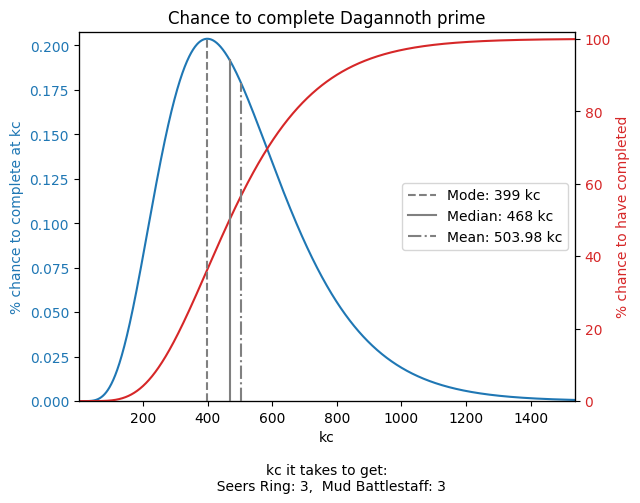 Chance to complete Dagannoth prime
% chance to complete at kc
0.200
0.175
0.150
0.125
0.100
0.075
0.050
0.025
0.000
Mode: 399 kc
Median: 468 kc
Mean: 503.98 kc
100
80
60
40
20
0
% chance to have completed
200 400 600 800 1000 1200 1400
kc
kc it takes to get:
Seers Ring: 3,  Mud Battlestaff: 3